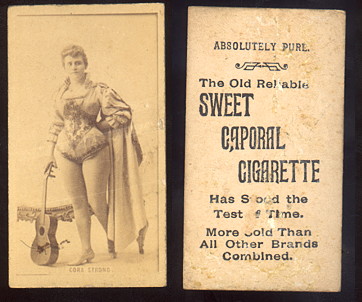 CORA STRONG
ABSOLUTELY PURE.
The Old Reliable
SWEET
CAPORAL
CIGARETTE
Has Stood the
Test of Time.
More Sold Than
All Other Brands
Combined.